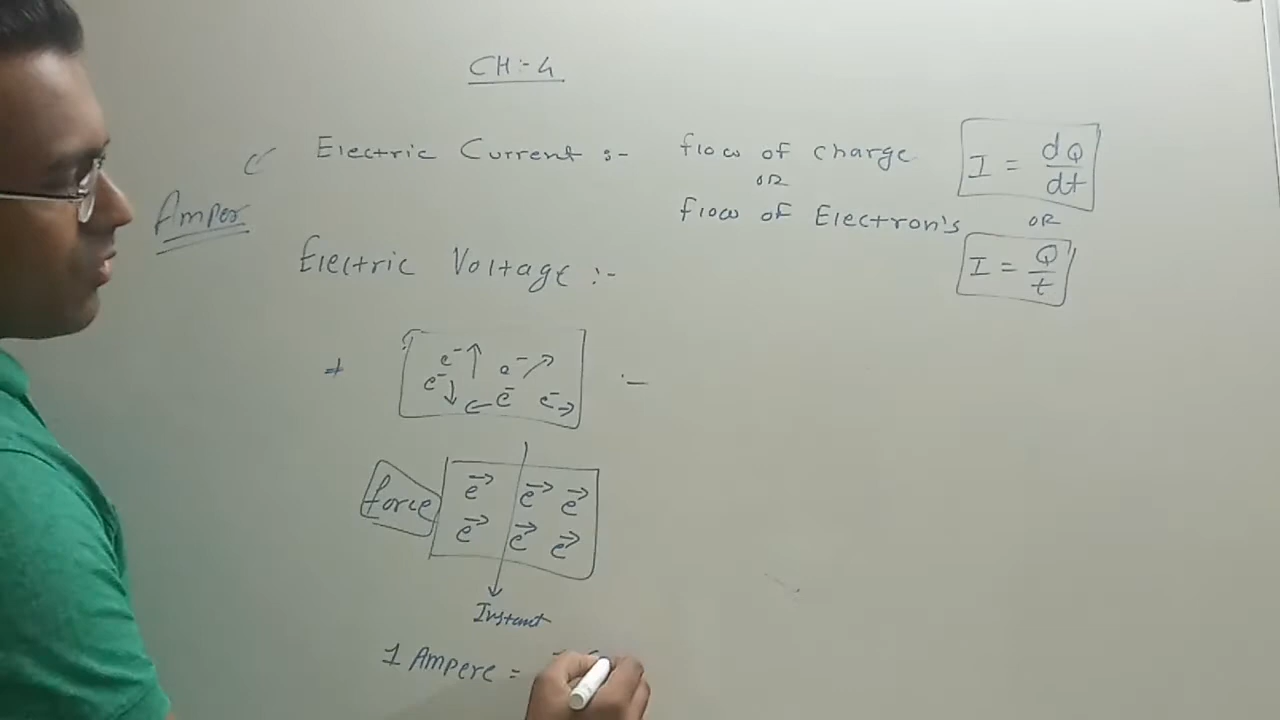 CH:- 4
Electric Current :- flow of charge
OR
flow of Electron's
I = dQ/dt
OR
I = Q/t
Amper
Electric Voltage :-
e⁻ ↑ e⁻ ↗
e⁻ ↓ ← e⁻ e⁻ →
force
e→ e→ e→
e→ e→ e→
Instant
1 Ampere =